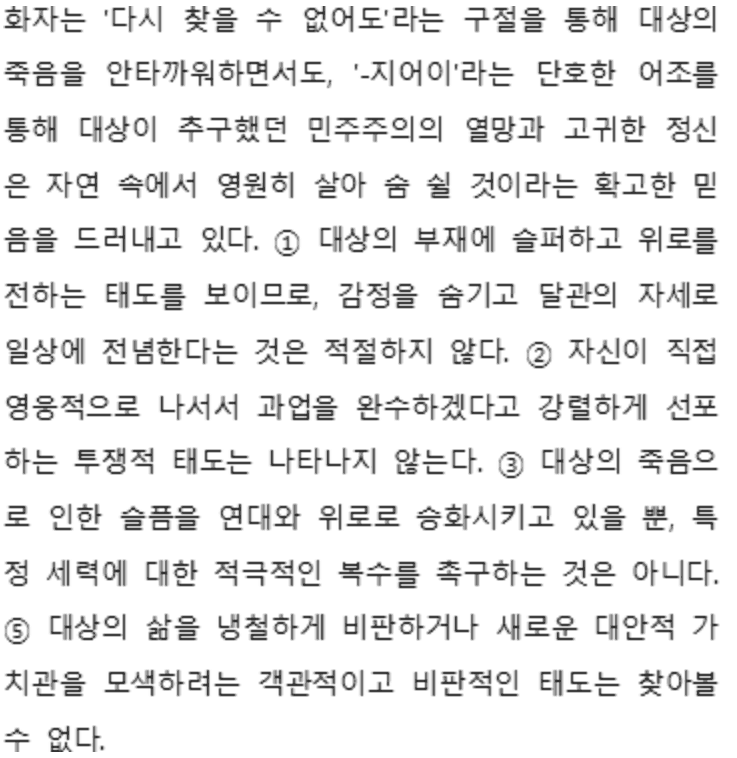 화자는 '다시 찾을 수 없어도'라는 구절을 통해 대상의
죽음을 안타까워하면서도, '-지어이'라는 단호한 어조를
통해 대상이 추구했던 민주주의의 열망과 고귀한 정신
은 자연 속에서 영원히 살아 숨 쉴 것이라는 확고한 믿
음을 드러내고 있다. ① 대상의 부재에 슬퍼하고 위로를
전하는 태도를 보이므로, 감정을 숨기고 달관의 자세로
일상에 전념한다는 것은 적절하지 않다. ② 자신이 직접
영웅적으로 나서서 과업을 완수하겠다고 강렬하게 선포
하는 투쟁적 태도는 나타나지 않는다. ③ 대상의 죽음으
로 인한 슬픔을 연대와 위로로 승화시키고 있을 뿐, 특
정 세력에 대한 적극적인 복수를 촉구하는 것은 아니다.
⑤ 대상의 삶을 냉철하게 비판하거나 새로운 대안적 가
치관을 모색하려는 객관적이고 비판적인 태도는 찾아볼
수 없다.